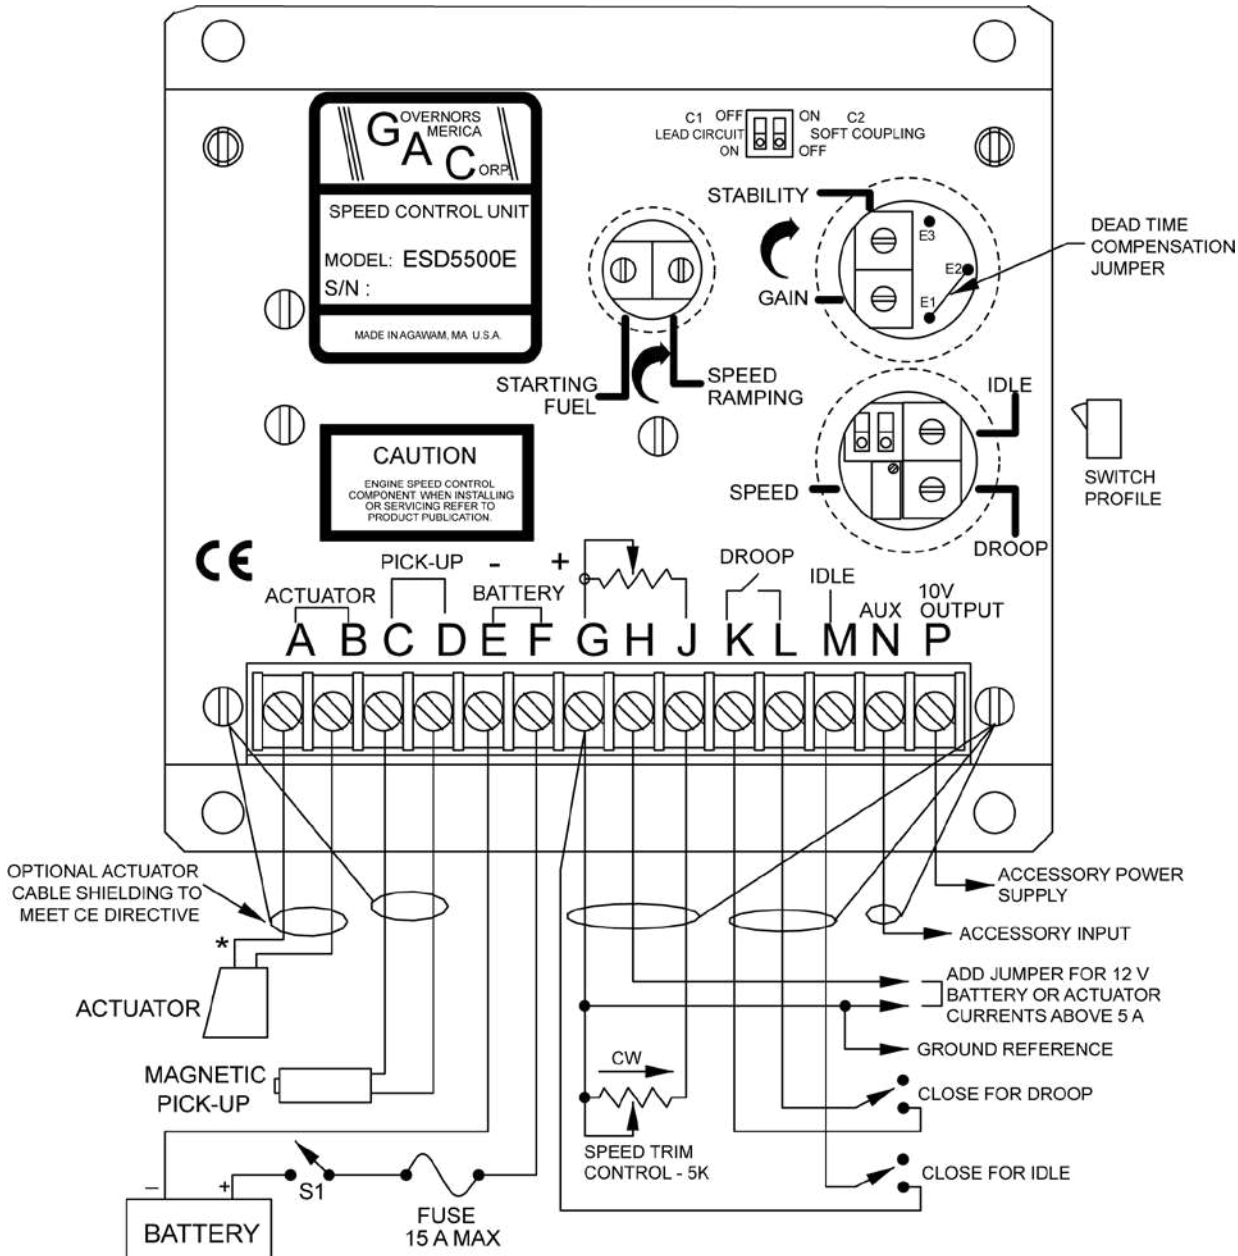 GOVERNORS
AMERICA
CORP.
SPEED CONTROL UNIT
MODEL: ESD5500E
S/N :
MADE IN AGAWAM, MA U.S.A.
C1 OFF ON C2
LEAD CIRCUIT SOFT COUPLING
ON OFF
STABILITY
E3
E2
E1
GAIN
DEAD TIME
COMPENSATION
JUMPER
STARTING
FUEL
SPEED
RAMPING
IDLE
SPEED
DROOP
SWITCH
PROFILE
CAUTION
ENGINE SPEED CONTROL
COMPONENT. WHEN INSTALLING
OR SERVICING REFER TO
PRODUCT PUBLICATION.
CE
ACTUATOR
PICK-UP
- +
BATTERY
DROOP
IDLE
AUX
10V
OUTPUT
A B C D E F G H J K L M N P
OPTIONAL ACTUATOR
CABLE SHIELDING TO
MEET CE DIRECTIVE
*
ACTUATOR
MAGNETIC
PICK-UP
– +
BATTERY
S1
FUSE
15 A MAX
CW
SPEED TRIM
CONTROL - 5K
ACCESSORY POWER
SUPPLY
ACCESSORY INPUT
ADD JUMPER FOR 12 V
BATTERY OR ACTUATOR
CURRENTS ABOVE 5 A
GROUND REFERENCE
CLOSE FOR DROOP
CLOSE FOR IDLE